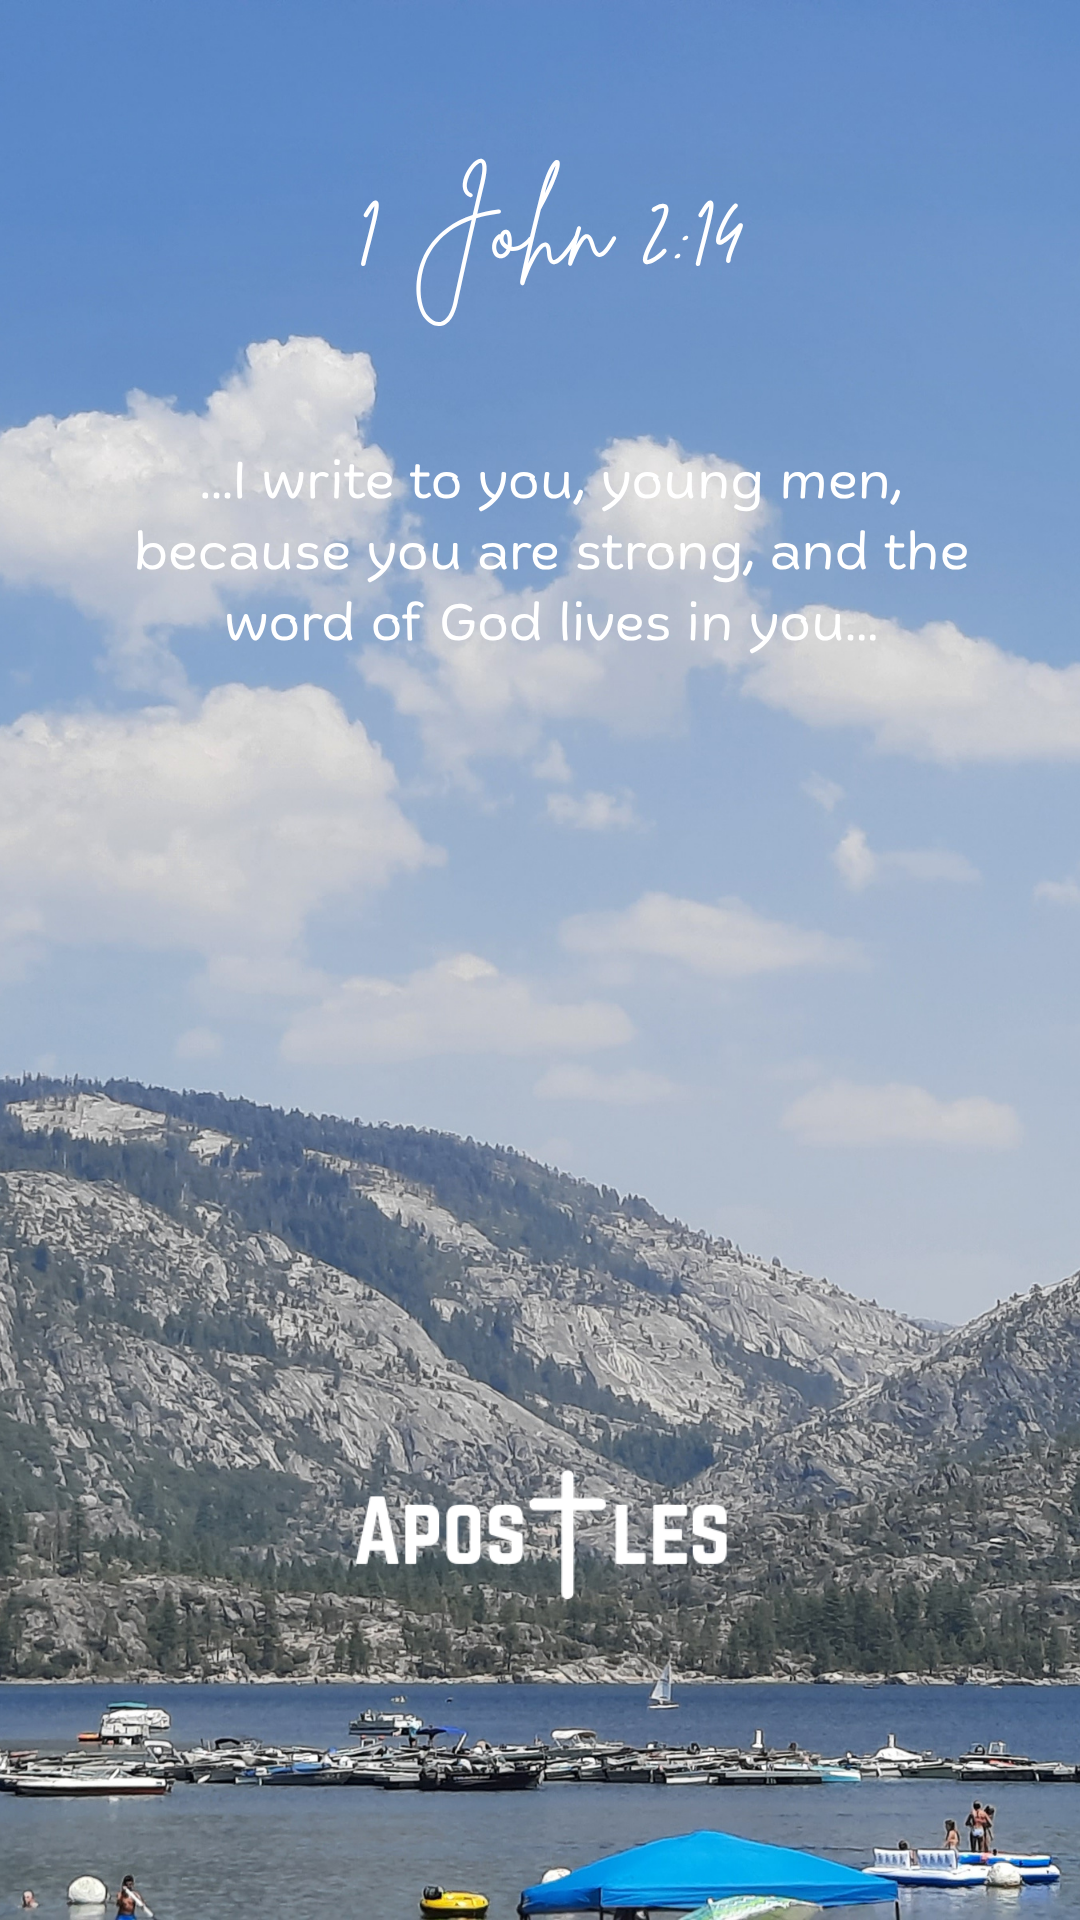 1 John 2:14
...I write to you, young men,
because you are strong, and the
word of God lives in you...
APOSTLES